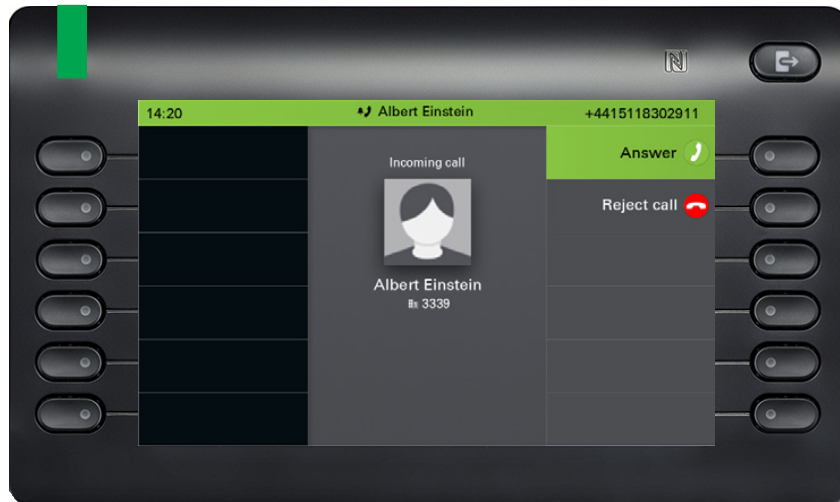 14:20 Albert Einstein +4415118302911
Incoming call
Answer
Reject call
Albert Einstein
3339